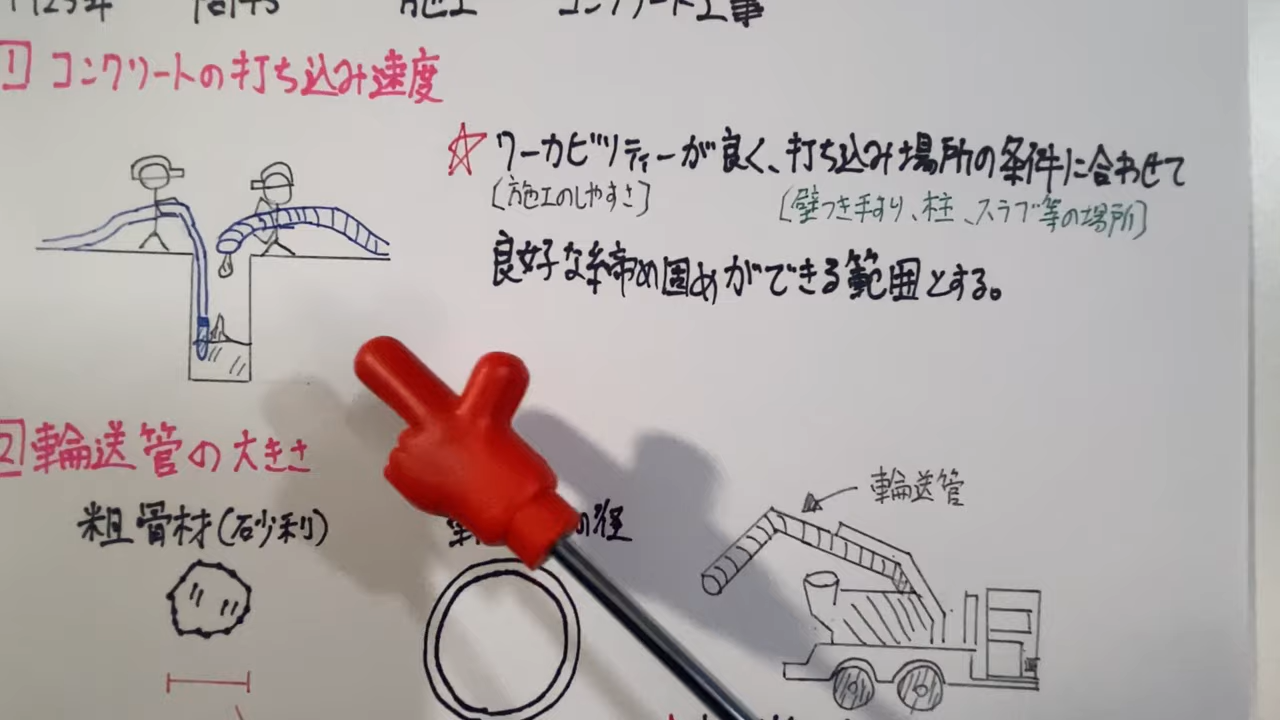 施工 コンクリート工事
1 コンクリートの打ち込み速度
☆ ワーカビリティーが良く、打ち込み場所の条件に合わせて
[施工のしやすさ] [壁つき手すり、柱、スラブ等の場所]
良好な締め固めができる範囲とする。
2 輸送管の大きさ
輸送管
粗骨材(砂利) の径